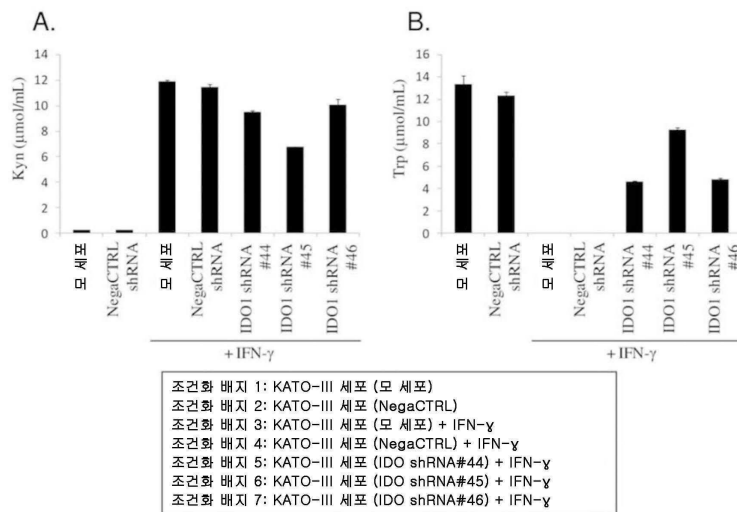 A.
Kyn (μmol/mL)
14
12
10
8
6
4
2
0
모 세포
NegaCTRL
shRNA
모 세포
NegaCTRL
shRNA
IDO1 shRNA
#44
IDO1 shRNA
#45
IDO1 shRNA
#46
+ IFN-γ
B.
Trp (μmol/mL)
16
14
12
10
8
6
4
2
0
모 세포
NegaCTRL
shRNA
모 세포
NegaCTRL
shRNA
IDO1 shRNA
#44
IDO1 shRNA
#45
IDO1 shRNA
#46
+ IFN-γ
조건화 배지 1: KATO-III 세포 (모 세포)
조건화 배지 2: KATO-III 세포 (NegaCTRL)
조건화 배지 3: KATO-III 세포 (모 세포) + IFN-ɣ
조건화 배지 4: KATO-III 세포 (NegaCTRL) + IFN-ɣ
조건화 배지 5: KATO-III 세포 (IDO shRNA#44) + IFN-ɣ
조건화 배지 6: KATO-III 세포 (IDO shRNA#45) + IFN-ɣ
조건화 배지 7: KATO-III 세포 (IDO shRNA#46) + IFN-ɣ